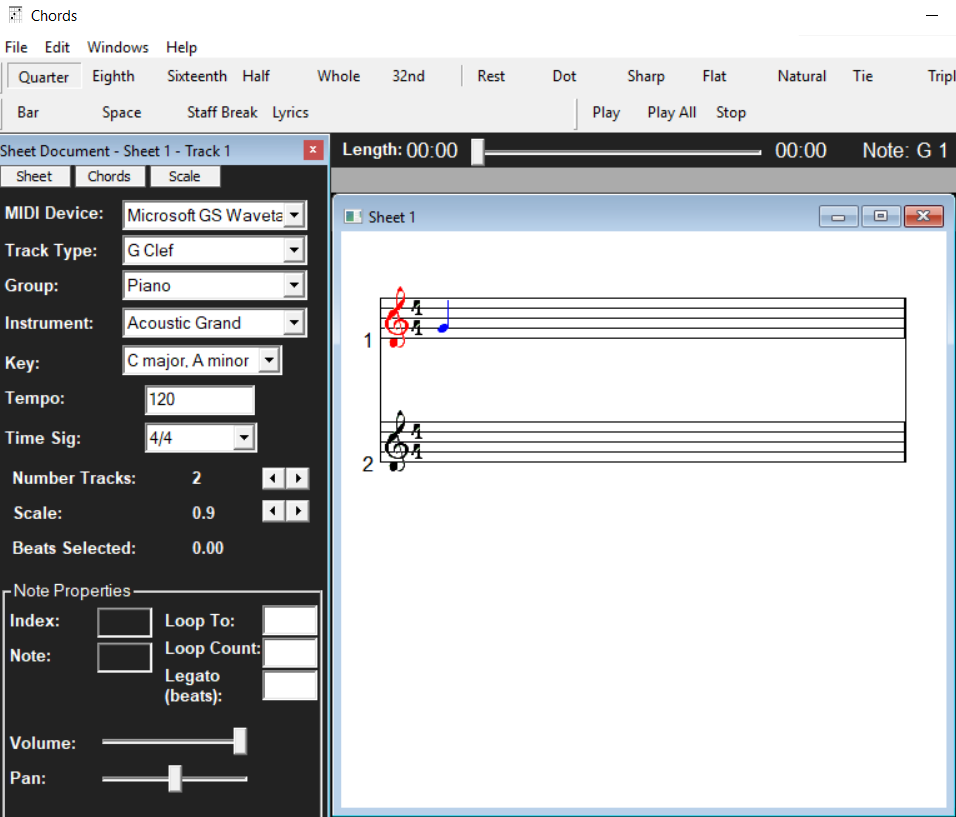 Chords
File Edit Windows Help
Quarter Eighth Sixteenth Half Whole 32nd Rest Dot Sharp Flat Natural Tie Tripl
Bar Space Staff Break Lyrics Play Play All Stop
Sheet Document - Sheet 1 - Track 1 x
Length: 00:00 00:00 Note: G 1
Sheet Chords Scale
MIDI Device: Microsoft GS Waveta
Track Type: G Clef
Group: Piano
Instrument: Acoustic Grand
Key: C major, A minor
Tempo: 120
Time Sig: 4/4
Number Tracks: 2
Scale: 0.9
Beats Selected: 0.00
Note Properties
Index: Loop To:
Note: Loop Count:
Legato
(beats):
Volume:
Pan:
Sheet 1
4
1
4
4
2
4